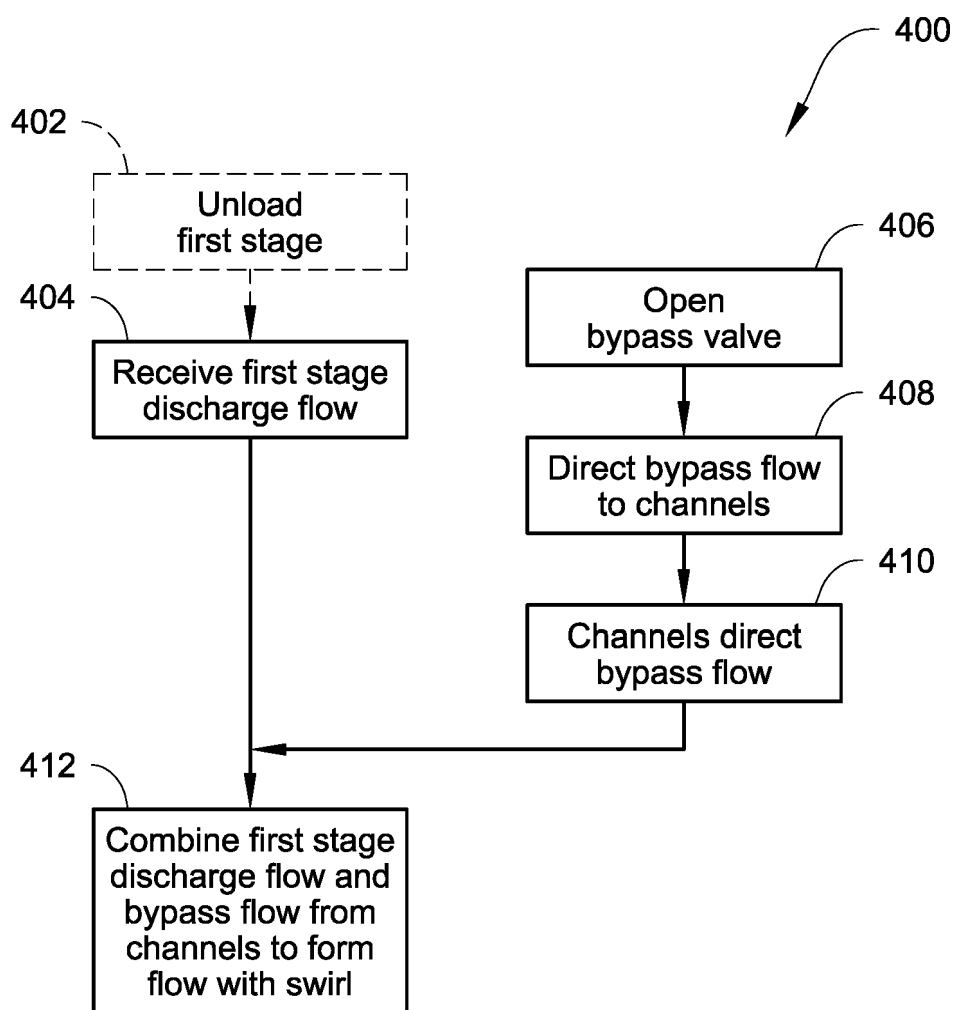 400
402
Unload
first stage
404
Receive first stage
discharge flow
406
Open
bypass valve
408
Direct bypass flow
to channels
410
Channels direct
bypass flow
412
Combine first stage
discharge flow and
bypass flow from
channels to form
flow with swirl